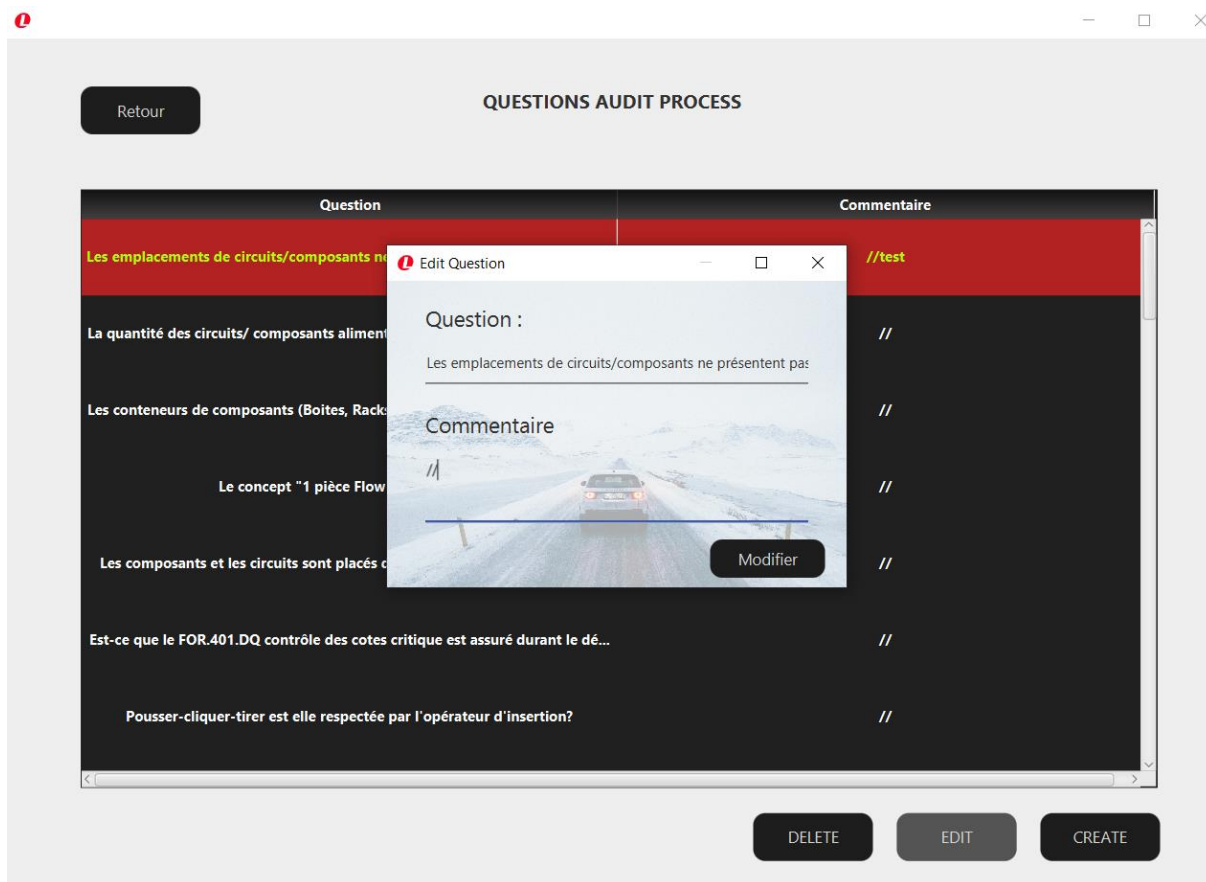 QUESTIONS AUDIT PROCESS
Retour
Question Commentaire
Les emplacements de circuits/composants ne //test
Edit Question
Question :
La quantité des circuits/ composants aliment //
Les emplacements de circuits/composants ne présentent pas
Les conteneurs de composants (Boites, Racks //
Commentaire
//
Le concept "1 pièce Flow //
Les composants et les circuits sont placés //
Modifier
Est-ce que le FOR.401.DQ contrôle des cotes critique est assuré durant le dé... //
Pousser-cliquer-tirer est elle respectée par l'opérateur d'insertion? //
DELETE EDIT CREATE